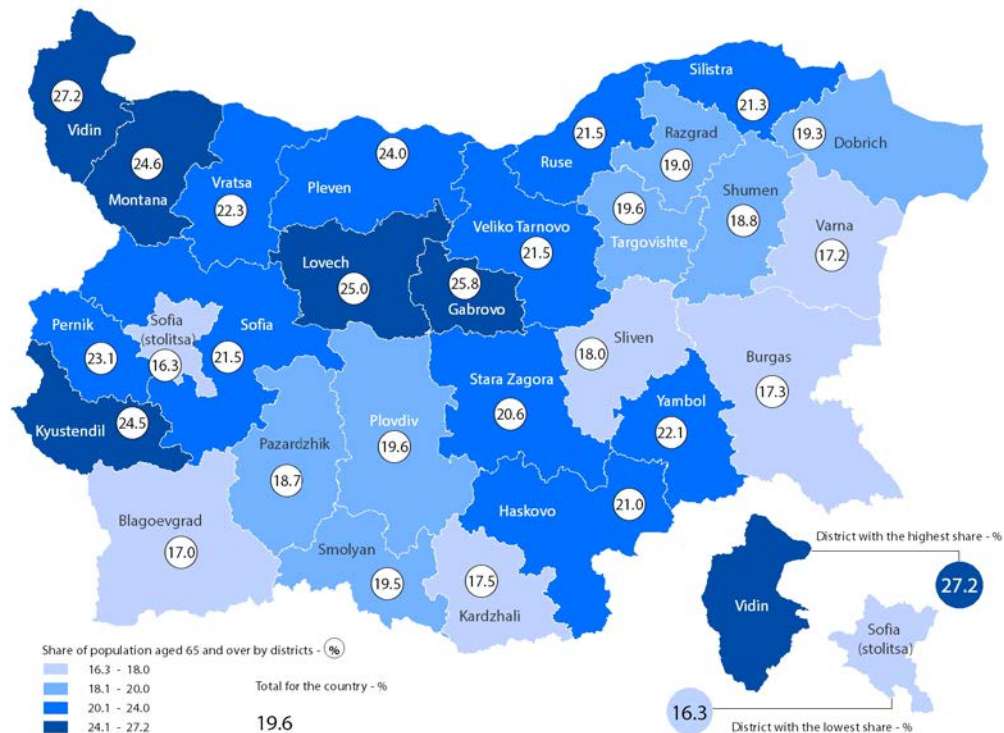 Silistra
21.3
27.2
Vidin
21.5
Ruse
Razgrad
19.0
19.3
Dobrich
24.6
Montana
24.0
Pleven
Vratsa
22.3
19.6
Targovishte
Shumen
18.8
Varna
17.2
Veliko Tarnovo
21.5
Lovech
25.0
25.8
Gabrovo
Pernik
23.1
Sofia
(stolitsa)
16.3
Sofia
21.5
18.0
Sliven
Burgas
17.3
Stara Zagora
20.6
Yambol
22.1
Kyustendil
24.5
Pazardzhik
18.7
Plovdiv
19.6
Haskovo
21.0
Blagoevgrad
17.0
Smolyan
19.5
17.5
Kardzhali
District with the highest share - %
27.2
Vidin
Sofia
(stolitsa)
16.3
District with the lowest share - %
Share of population aged 65 and over by districts - %
16.3 - 18.0
18.1 - 20.0
20.1 - 24.0
24.1 - 27.2
Total for the country - %
19.6